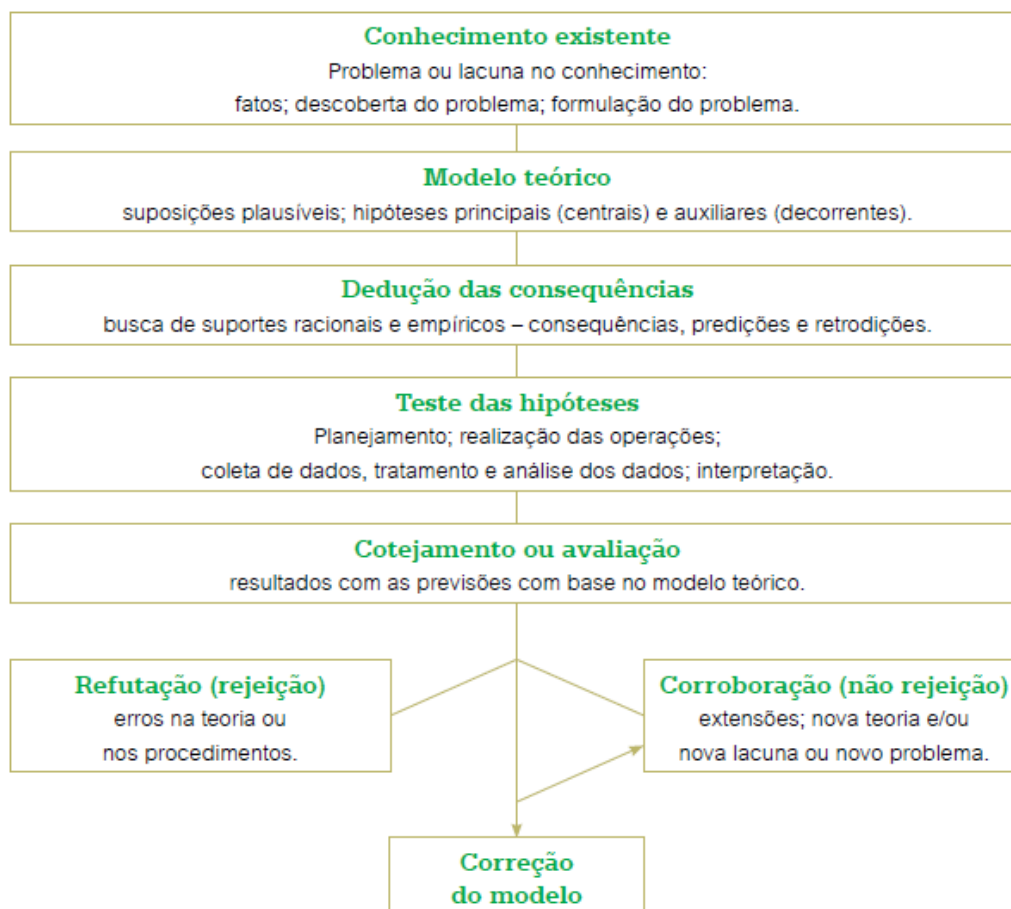 Conhecimento existente
Problema ou lacuna no conhecimento:
fatos; descoberta do problema; formulação do problema.
Modelo teórico
suposições plausíveis; hipóteses principais (centrais) e auxiliares (decorrentes).
Dedução das consequências
busca de suportes racionais e empíricos – consequências, predições e retrodições.
Teste das hipóteses
Planejamento; realização das operações;
coleta de dados, tratamento e análise dos dados; interpretação.
Cotejamento ou avaliação
resultados com as previsões com base no modelo teórico.
Refutação (rejeição)
erros na teoria ou
nos procedimentos.
Corroboração (não rejeição)
extensões; nova teoria e/ou
nova lacuna ou novo problema.
Correção
do modelo